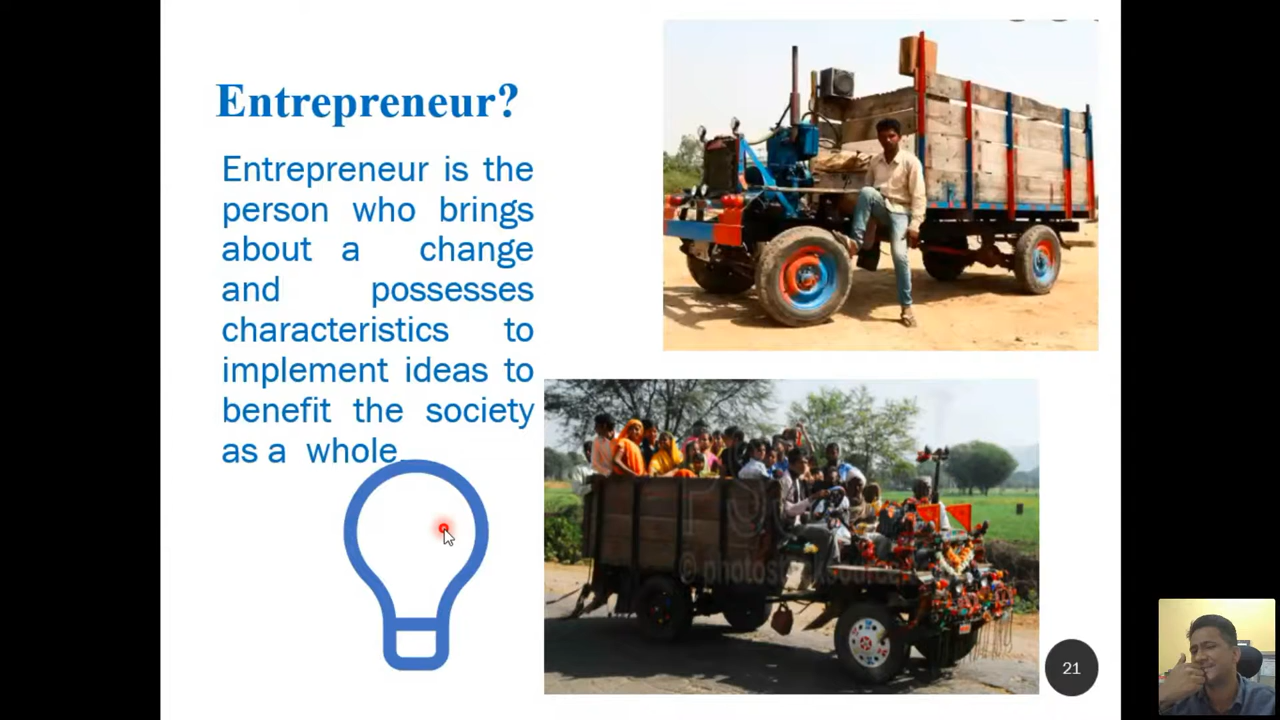 Entrepreneur?
Entrepreneur is the
person who brings
about a change
and possesses
characteristics to
implement ideas to
benefit the society
as a whole.
© photostocksource
21